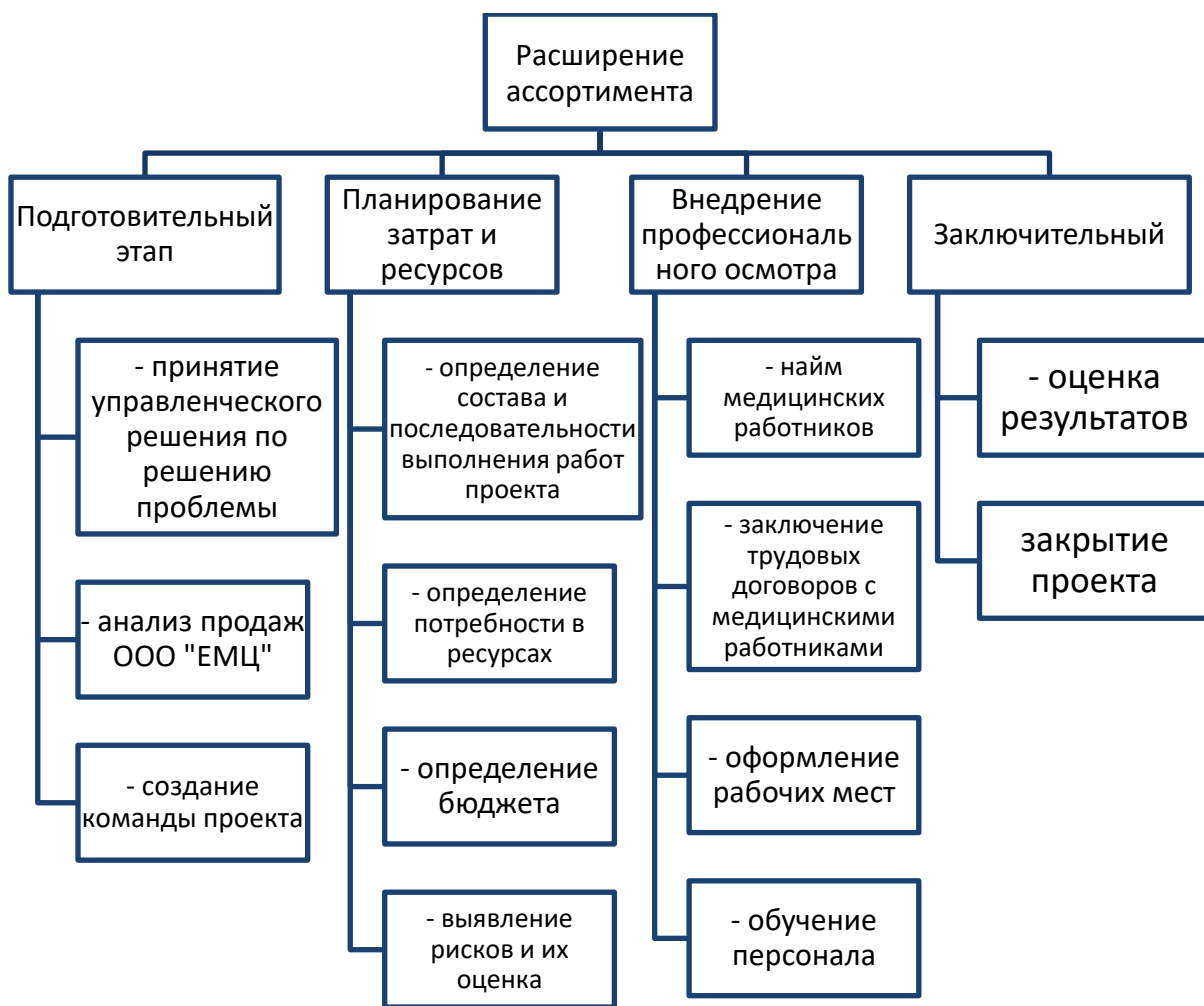 Расширение
ассортимента
Подготовительный
этап
- принятие
управленческого
решения по
решению
проблемы
- анализ продаж
ООО "ЕМЦ"
- создание
команды проекта
Планирование
затрат и
ресурсов
- определение
состава и
последовательности
выполнения работ
проекта
- определение
потребности в
ресурсах
- определение
бюджета
- выявление
рисков и их
оценка
Внедрение
профессиональ
ного осмотра
- найм
медицинских
работников
- заключение
трудовых
договоров с
медицинскими
работниками
- оформление
рабочих мест
- обучение
персонала
Заключительный
- оценка
результатов
закрытие
проекта